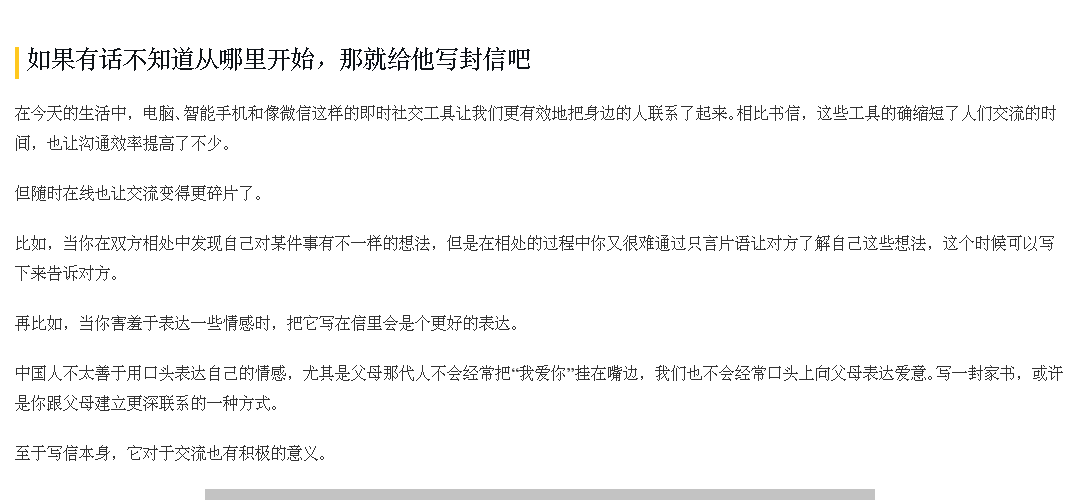 如果有话不知道从哪里开始，那就给他写封信吧
在今天的生活中，电脑、智能手机和像微信这样的即时社交工具让我们更有效地把身边的人联系了起来。相比书信，这些工具的确缩短了人们交流的时
间，也让沟通效率提高了不少。
但随时在线也让交流变得更碎片了。
比如，当你在双方相处中发现自己对某件事有不一样的想法，但是在相处的过程中你又很难通过只言片语让对方了解自己这些想法，这个时候可以写
下来告诉对方。
再比如，当你害羞于表达一些情感时，把它写在信里会是个更好的表达。
中国人不太善于用口头表达自己的情感，尤其是父母那代人不会经常把“我爱你”挂在嘴边，我们也不会经常口头上向父母表达爱意。写一封家书，或许
是你跟父母建立更深联系的一种方式。
至于写信本身，它对于交流也有积极的意义。